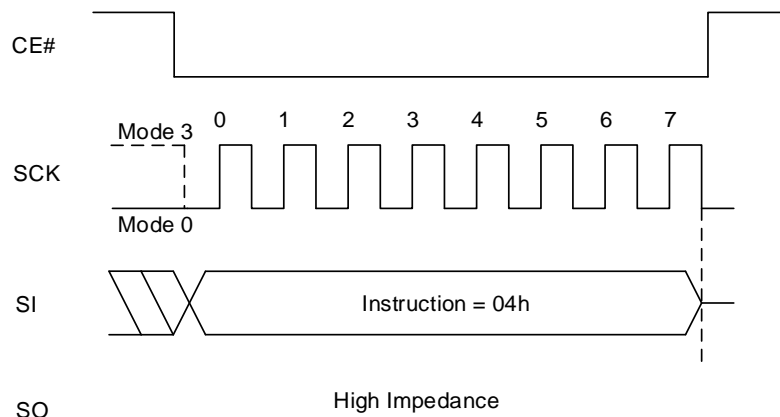 CE#
0 1 2 3 4 5 6 7
Mode 3
SCK
Mode 0
SI
Instruction = 04h
High Impedance
SO